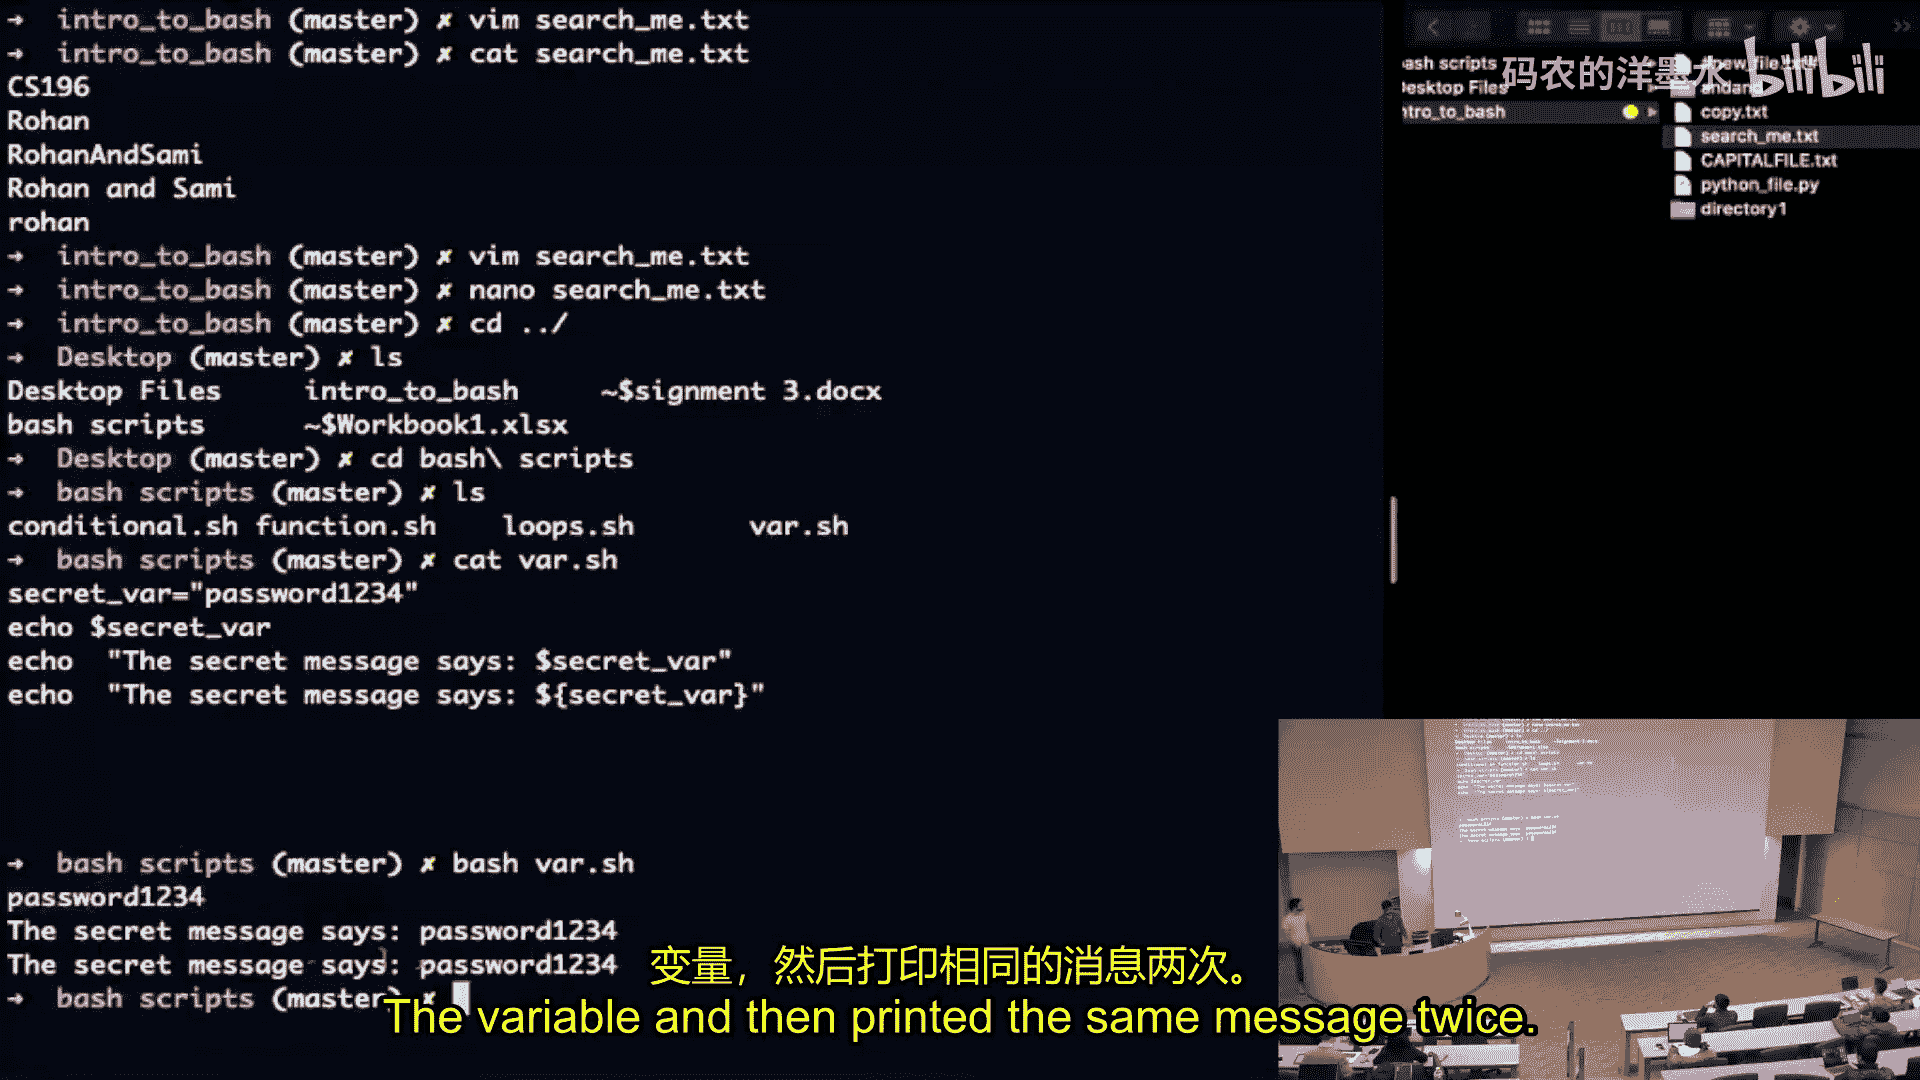 → intro_to_bash (master) ✗ vim search_me.txt
→ intro_to_bash (master) ✗ cat search_me.txt
CS196
Rohan
RohanAndSami
Rohan and Sami
rohan
→ intro_to_bash (master) ✗ vim search_me.txt
→ intro_to_bash (master) ✗ nano search_me.txt
→ intro_to_bash (master) ✗ cd ../
→ Desktop (master) ✗ ls
Desktop Files intro_to_bash ~$signment 3.docx
bash scripts ~$Workbook1.xlsx
→ Desktop (master) ✗ cd bash\ scripts
→ bash scripts (master) ✗ ls
conditional.sh function.sh loops.sh var.sh
→ bash scripts (master) ✗ cat var.sh
secret_var="password1234"
echo $secret_var
echo "The secret message says: $secret_var"
echo "The secret message says: ${secret_var}"
→ bash scripts (master) ✗ bash var.sh
password1234
The secret message says: password1234
The secret message says: password1234
→ bash scripts (master) ✗
ash scripts
esktop Files
ntro_to_bash
码农的洋墨水 bilibili
copy.txt
search_me.txt
CAPITALFILE.txt
python_file.py
directory1
变量，然后打印相同的消息两次。
The variable and then printed the same message twice.